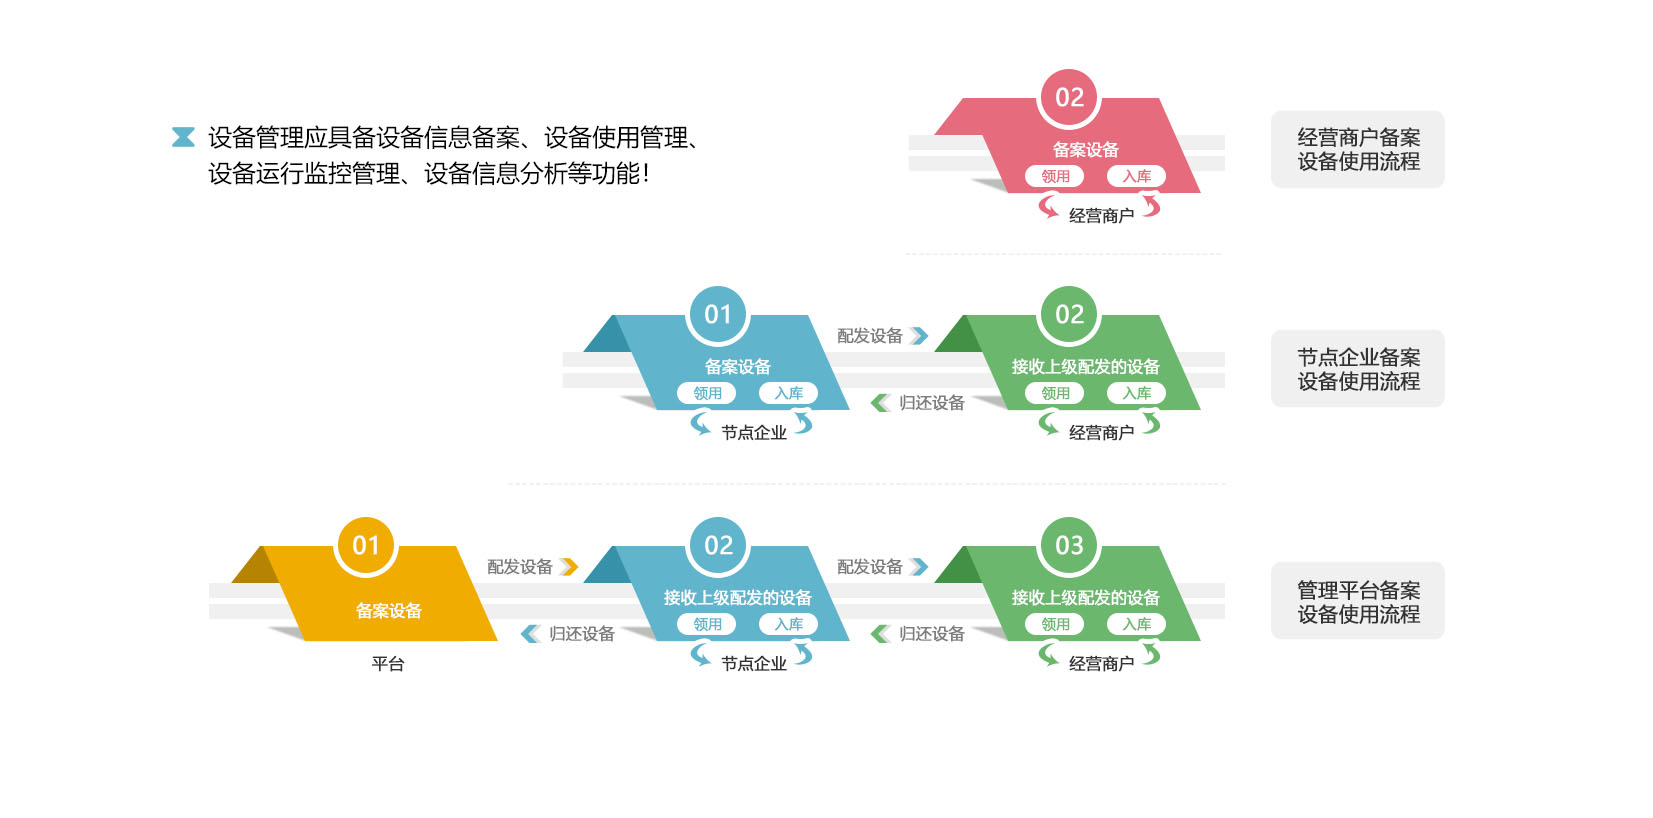 设备管理应具备设备信息备案、设备使用管理、
设备运行监控管理、设备信息分析等功能！
02
备案设备
领用
入库
经营商户
经营商户备案
设备使用流程
01
备案设备
领用
入库
节点企业
配发设备
归还设备
02
接收上级配发的设备
领用
入库
经营商户
节点企业备案
设备使用流程
01
备案设备
平台
配发设备
归还设备
02
接收上级配发的设备
领用
入库
节点企业
配发设备
归还设备
03
接收上级配发的设备
领用
入库
经营商户
管理平台备案
设备使用流程